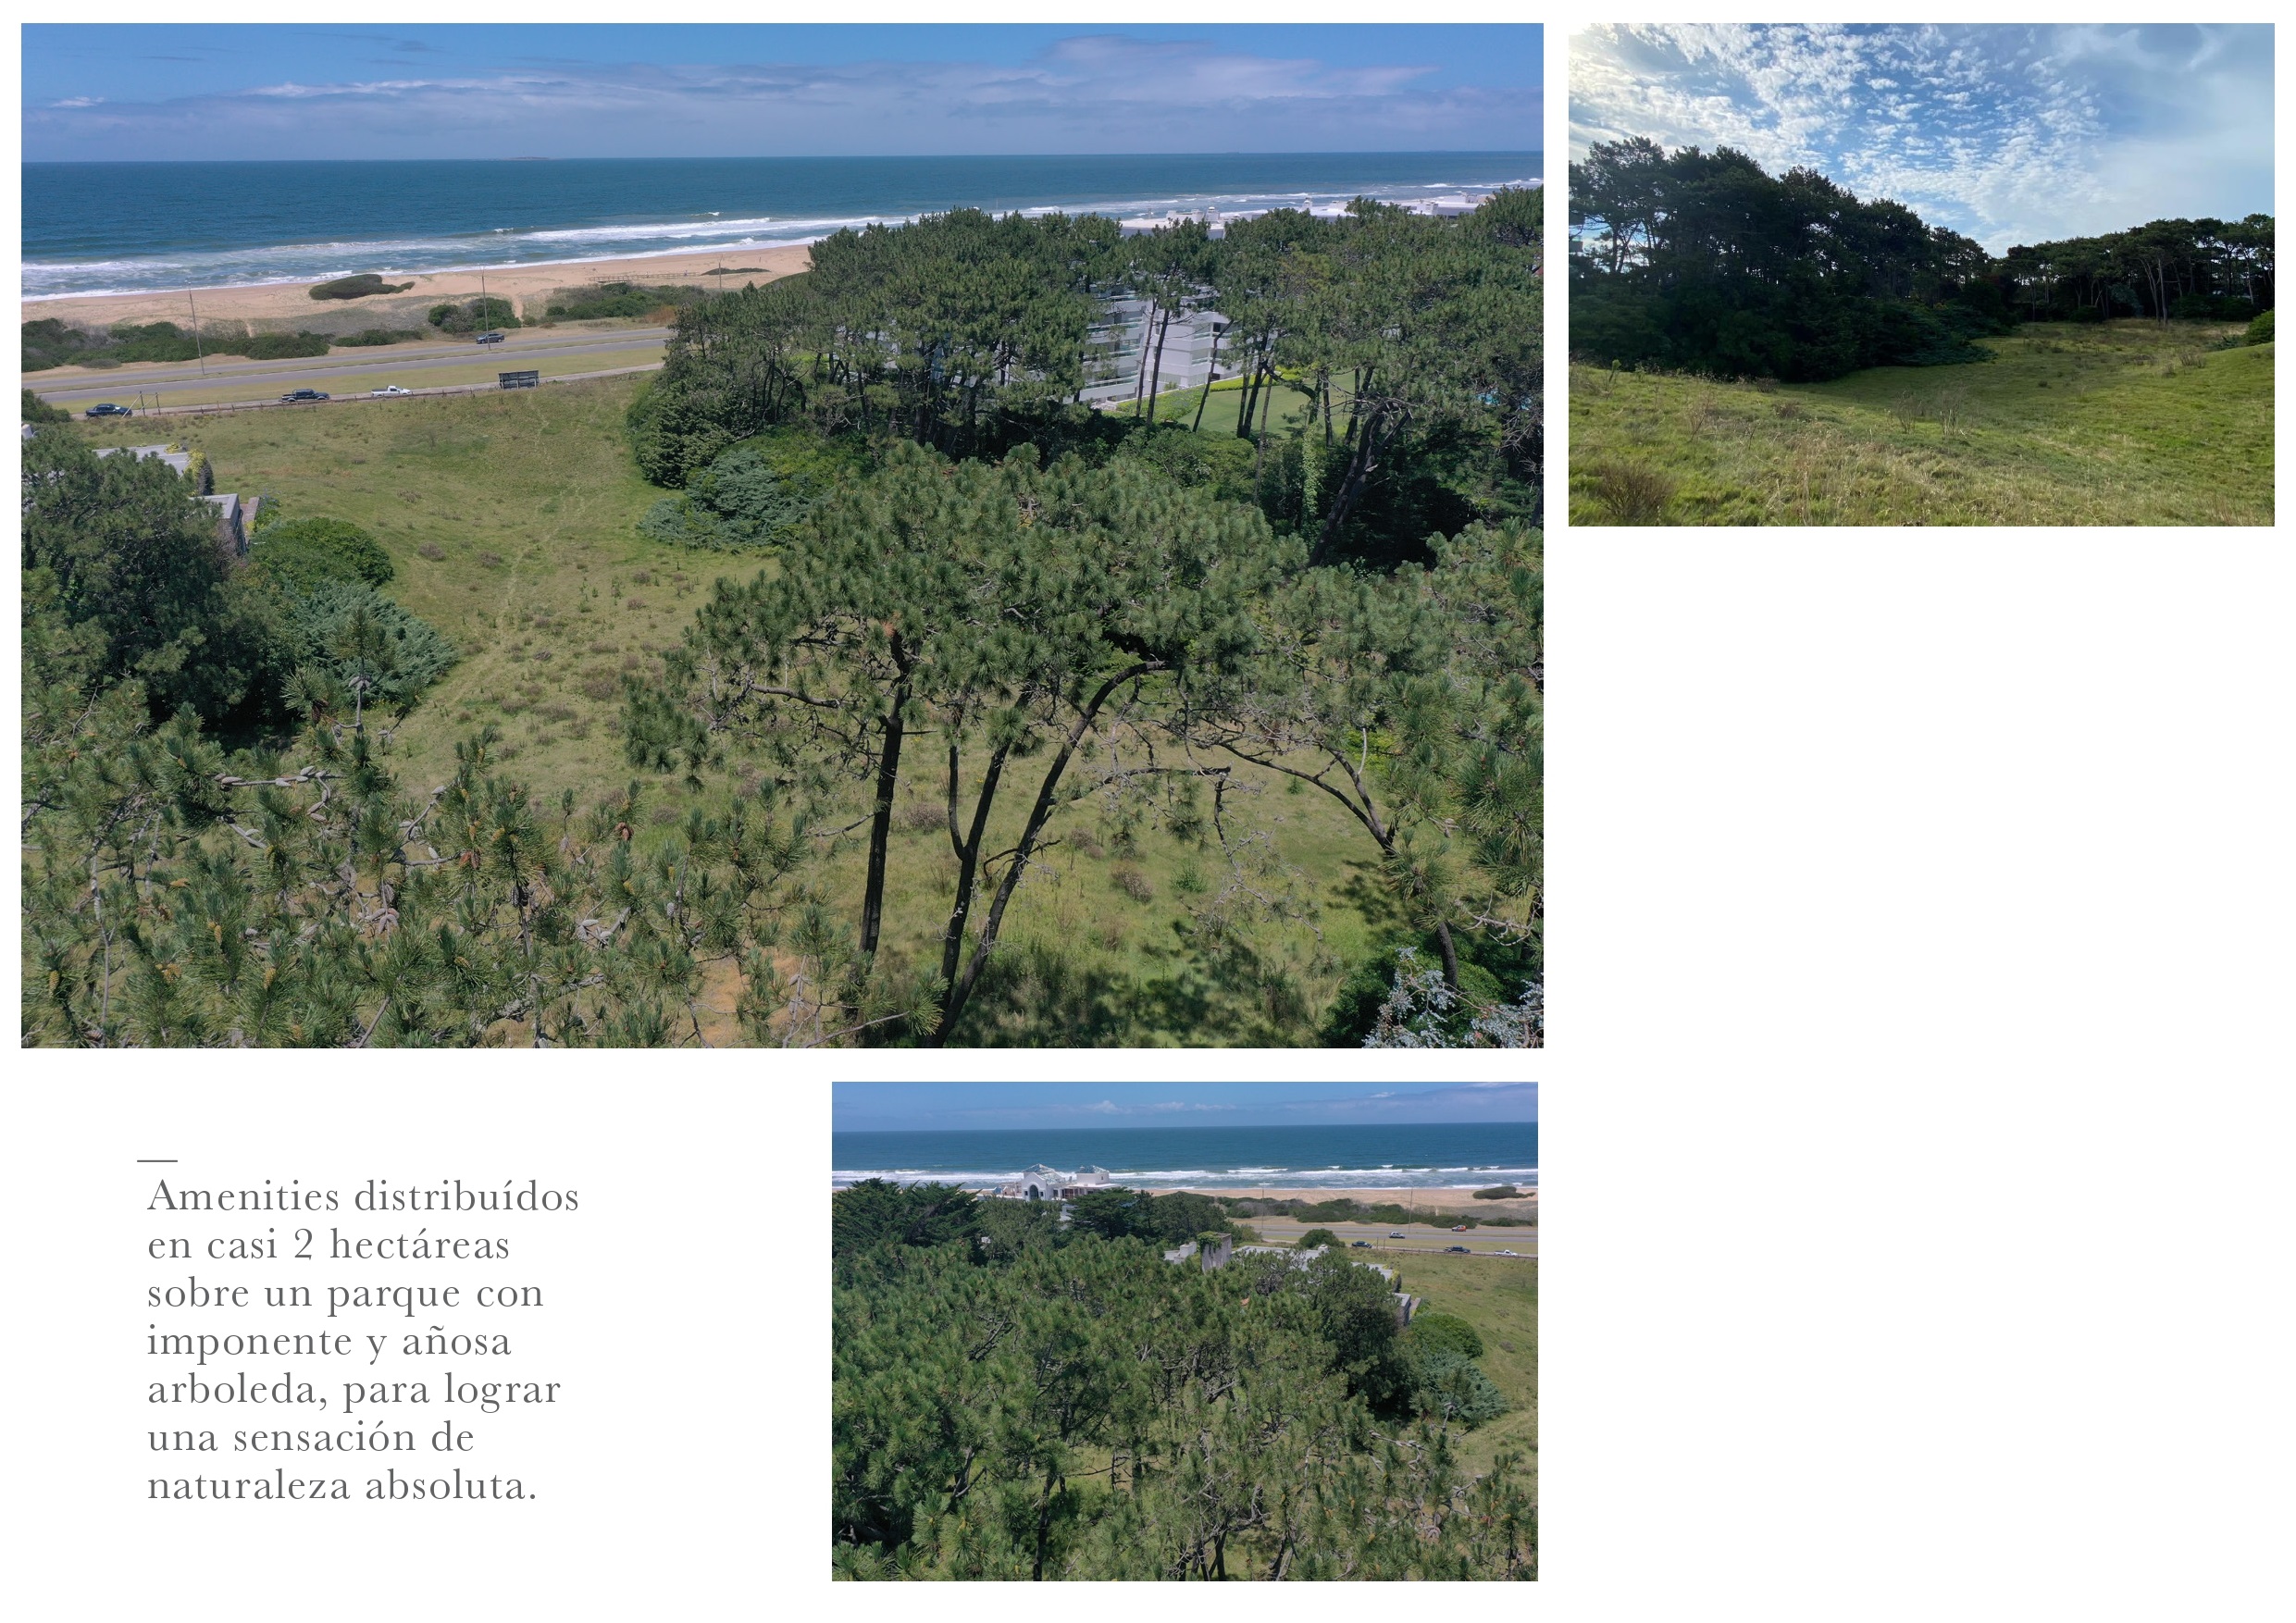 Amenities distribuídos
en casi 2 hectáreas
sobre un parque con
imponente y añosa
arboleda, para lograr
una sensación de
naturaleza absoluta.